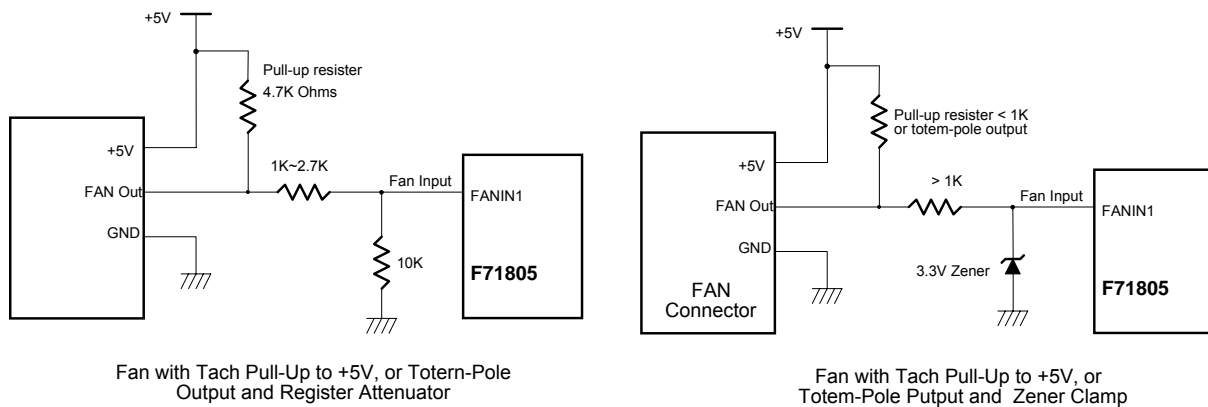 +5V
Pull-up resister
4.7K Ohms
+5V
1K~2.7K
FAN Out
Fan Input
FANIN1
GND
10K
F71805
Fan with Tach Pull-Up to +5V, or Totern-Pole
Output and Register Attenuator
+5V
Pull-up resister < 1K
or totem-pole output
+5V
> 1K
FAN Out
Fan Input
FANIN1
GND
3.3V Zener
FAN
Connector
F71805
Fan with Tach Pull-Up to +5V, or
Totem-Pole Putput and Zener Clamp